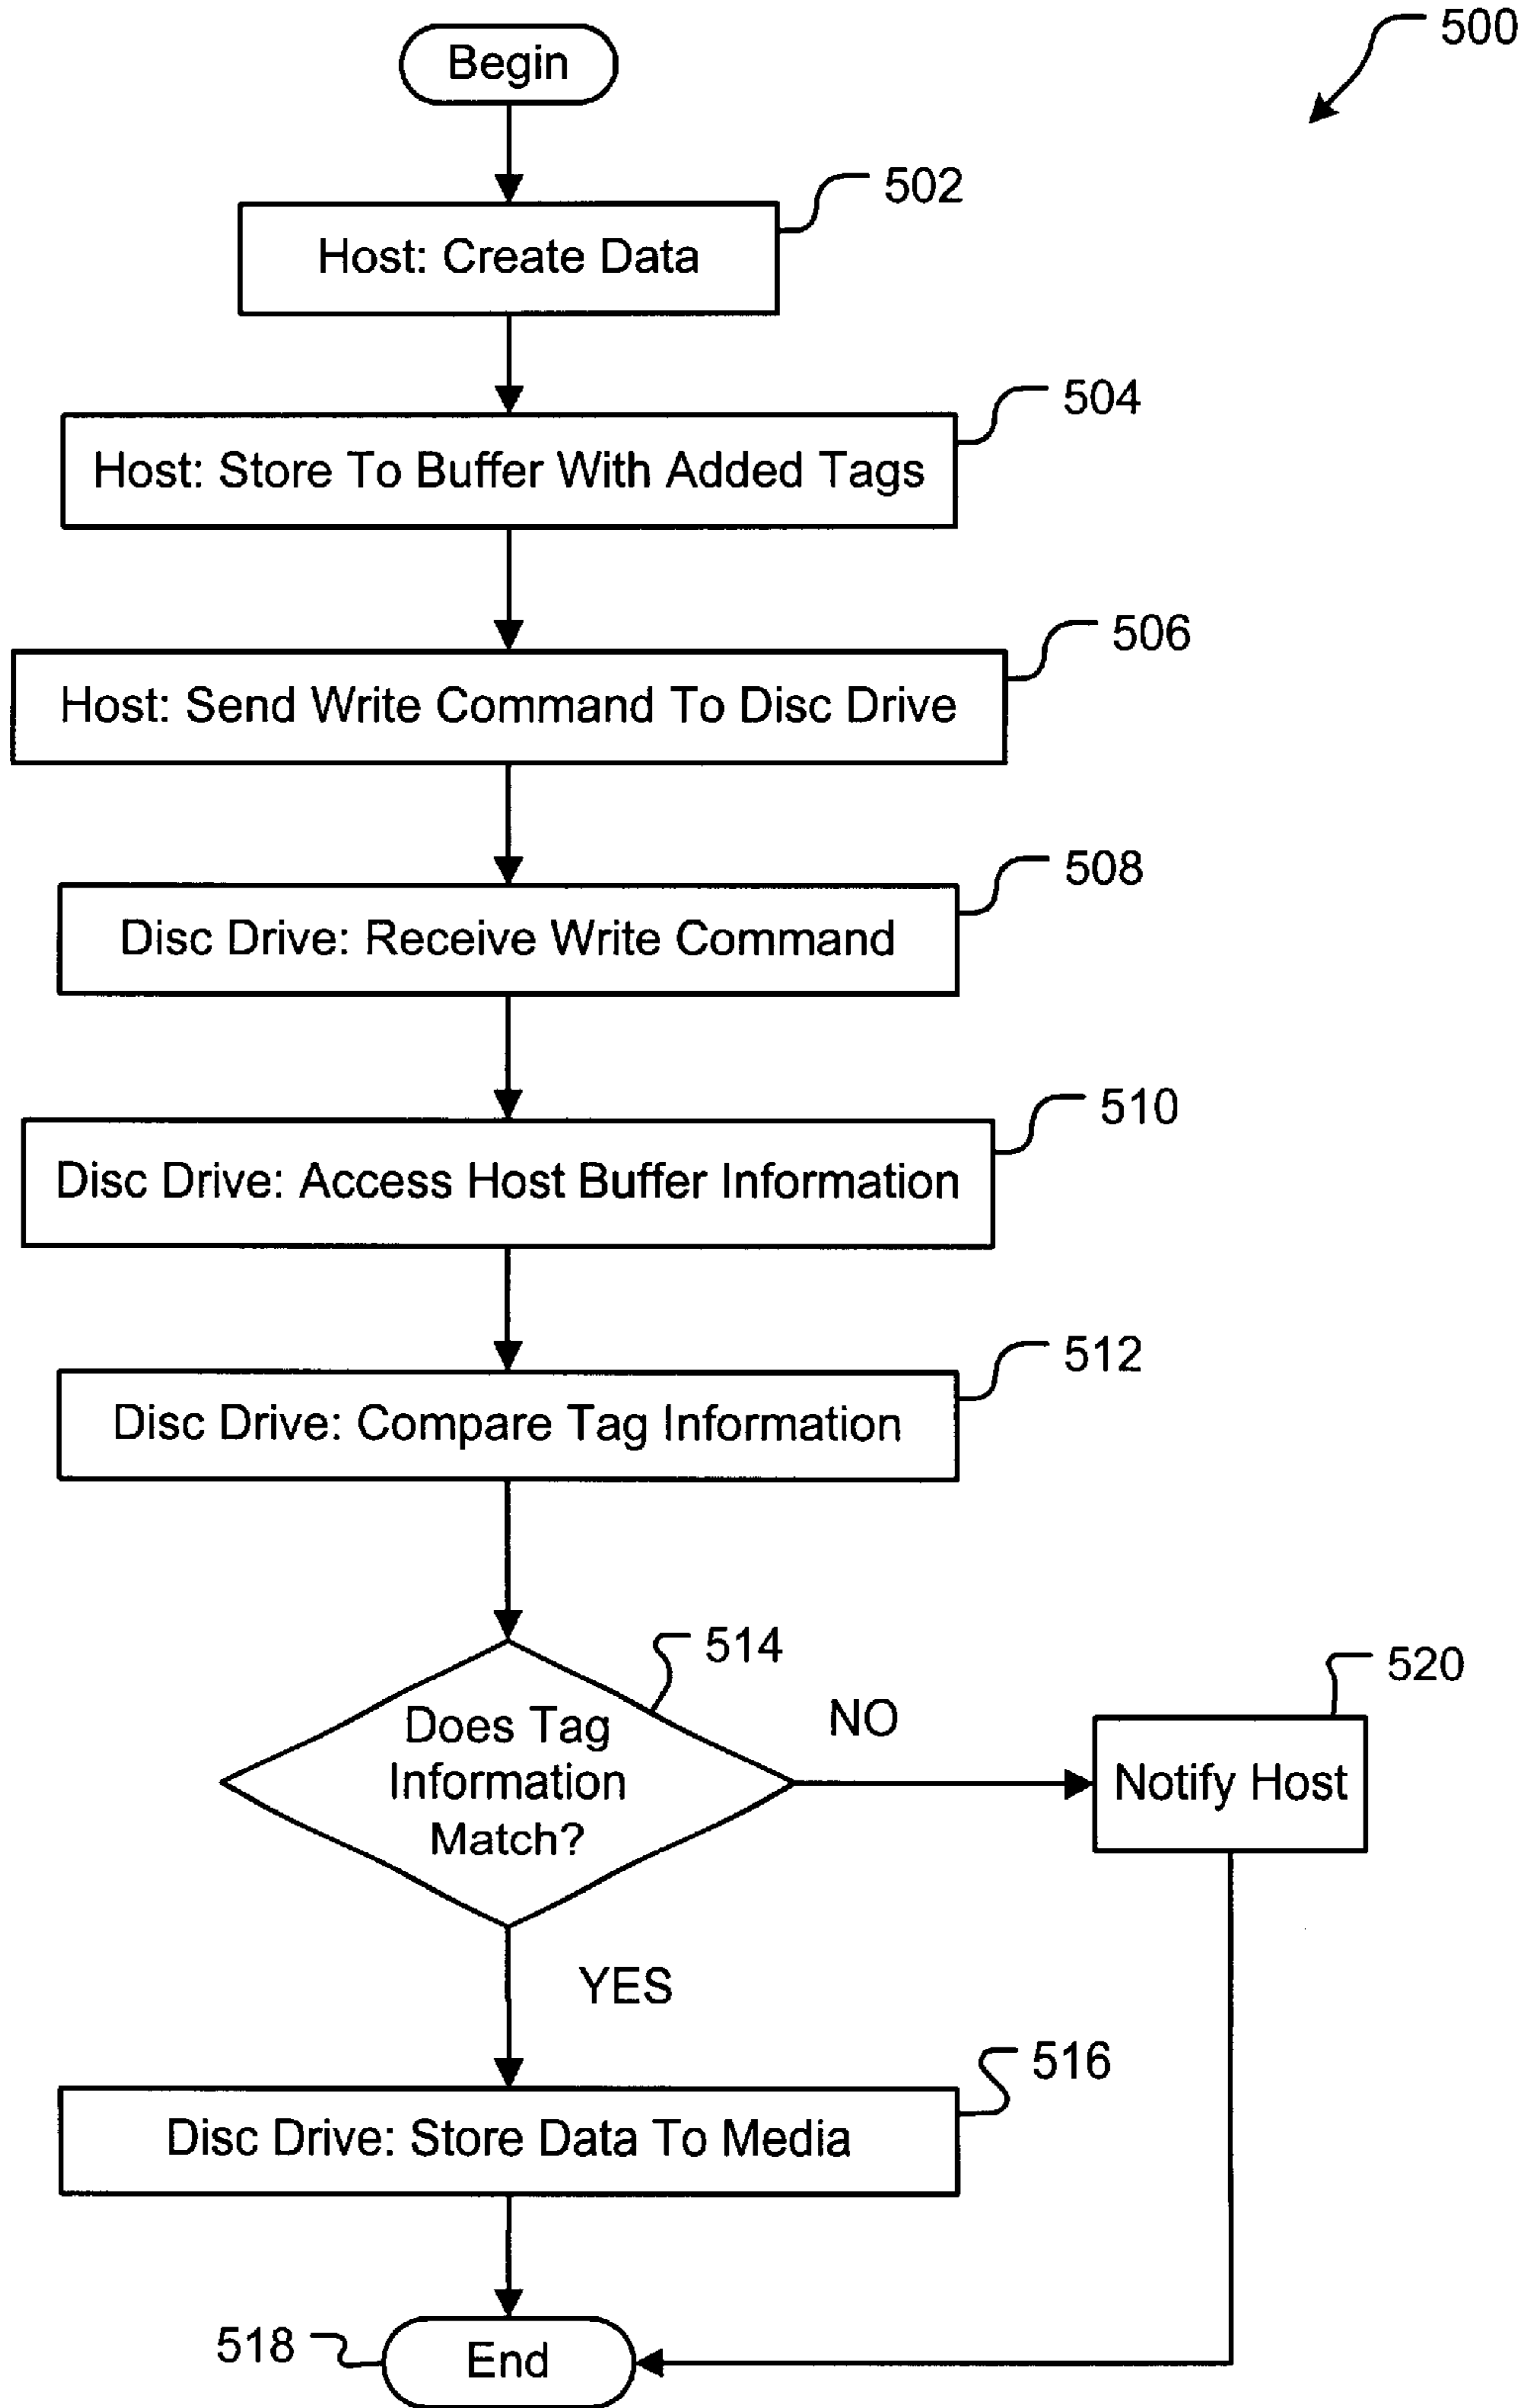 500
Begin
502
Host: Create Data
504
Host: Store To Buffer With Added Tags
506
Host: Send Write Command To Disc Drive
508
Disc Drive: Receive Write Command
510
Disc Drive: Access Host Buffer Information
512
Disc Drive: Compare Tag Information
514
Does Tag
Information
Match?
NO
520
Notify Host
YES
516
Disc Drive: Store Data To Media
518
End